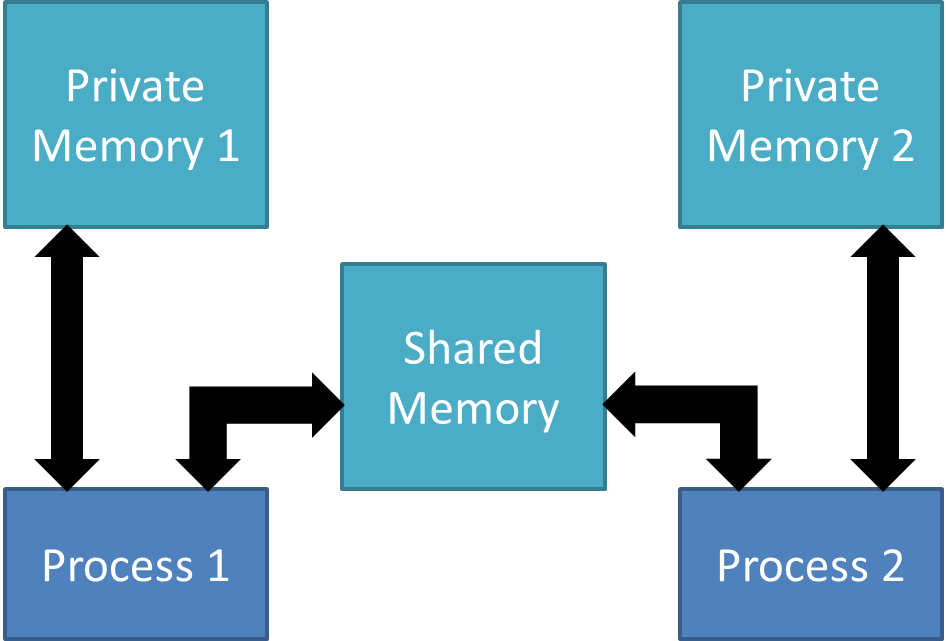 Private
Memory 1
Private
Memory 2
Shared
Memory
Process 1
Process 2